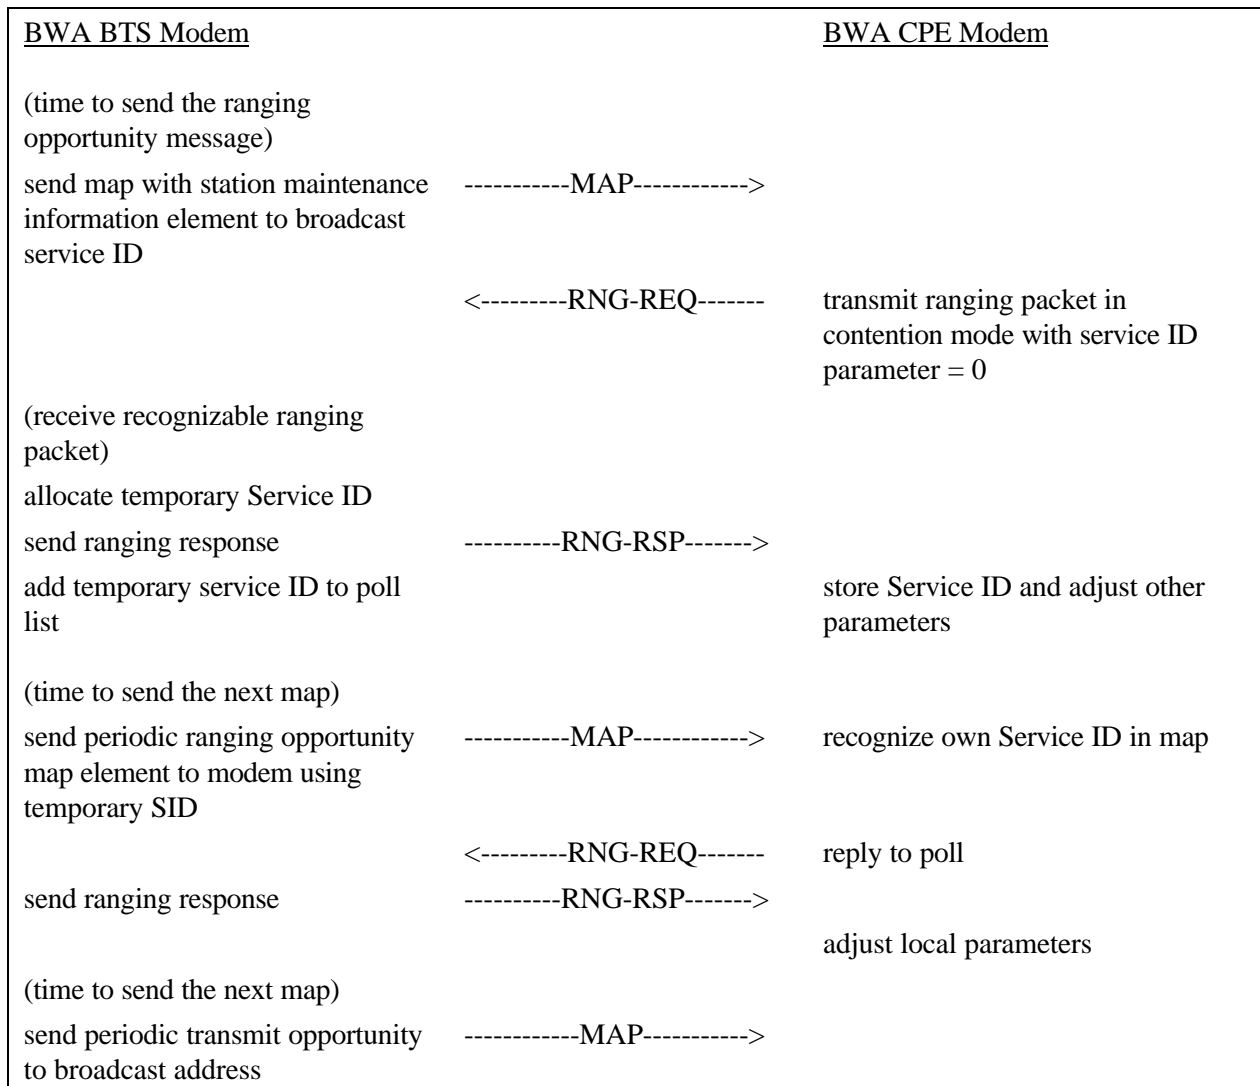 BWA BTS Modem BWA CPE Modem
(time to send the ranging
opportunity message)
send map with station maintenance -----------MAP------------>
information element to broadcast
service ID
<---------RNG-REQ------- transmit ranging packet in
contention mode with service ID
parameter = 0
(receive recognizable ranging
packet)
allocate temporary Service ID
send ranging response ----------RNG-RSP------->
add temporary service ID to poll store Service ID and adjust other
list parameters
(time to send the next map)
send periodic ranging opportunity -----------MAP------------> recognize own Service ID in map
map element to modem using
temporary SID
<---------RNG-REQ------- reply to poll
send ranging response ----------RNG-RSP------->
adjust local parameters
(time to send the next map)
send periodic transmit opportunity ------------MAP----------->
to broadcast address